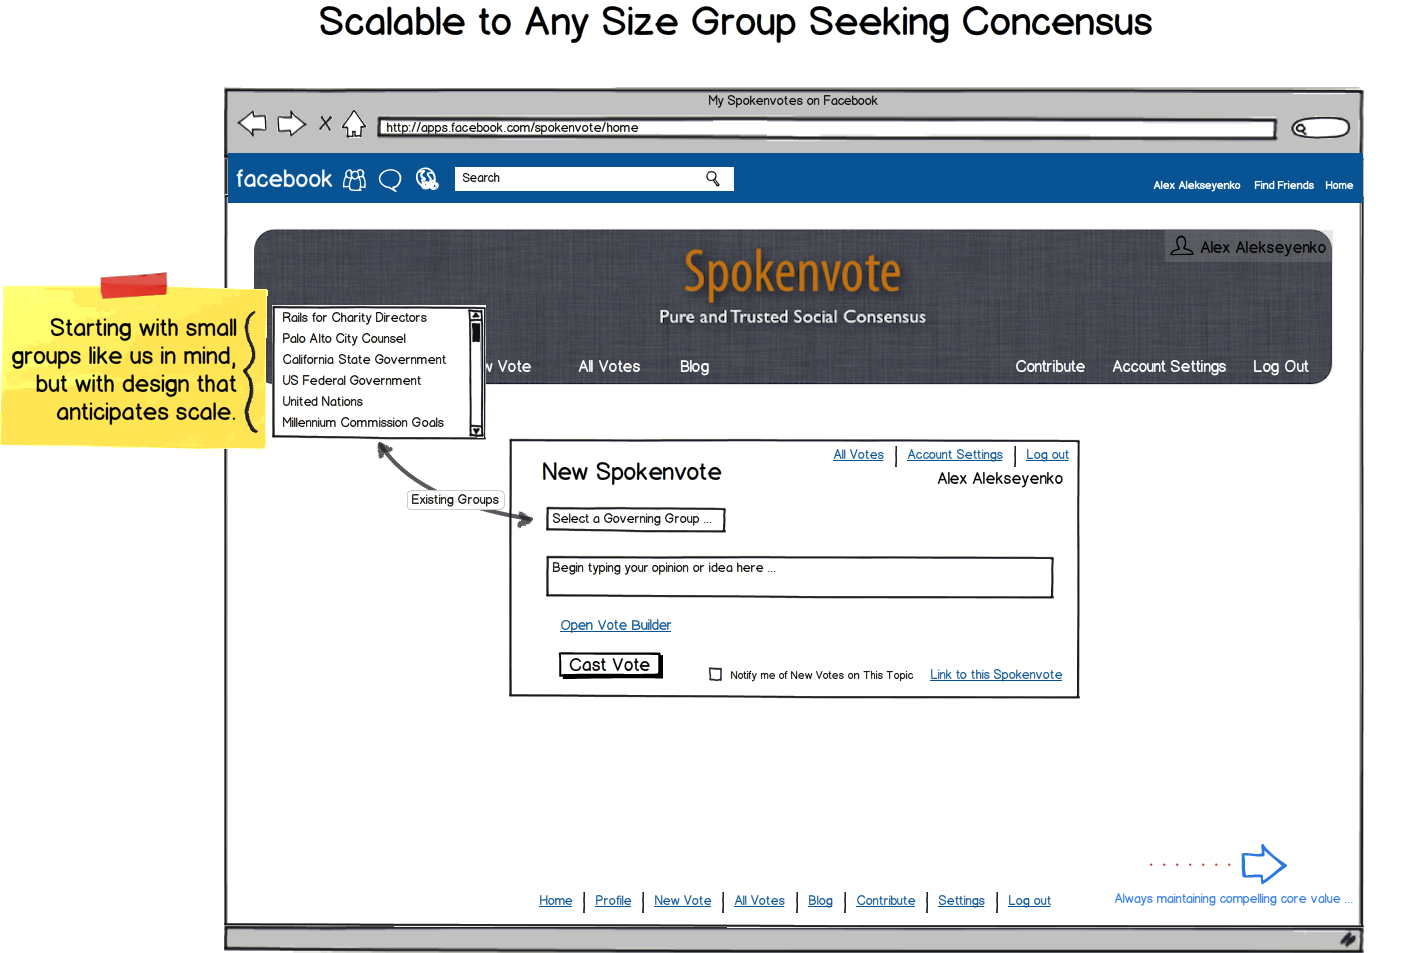 Scalable to Any Size Group Seeking Concensus
My Spokenvotes on Facebook
http://apps.facebook.com/spokenvote/home
facebook
Search
Alex Alekseyenko Find Friends Home
Alex Alekseyenko
Spokenvote
Pure and Trusted Social Consensus
Starting with small
groups like us in mind,
but with design that
anticipates scale.
Rails for Charity Directors
Palo Alto City Counsel
California State Government
US Federal Government
United Nations
Millennium Commission Goals
Vote All Votes Blog Contribute Account Settings Log Out
Existing Groups
All Votes Account Settings Log out
New Spokenvote
Alex Alekseyenko
Select a Governing Group ...
Begin typing your opinion or idea here ...
Open Vote Builder
Cast Vote
Notify me of New Votes on This Topic Link to this Spokenvote
Home Profile New Vote All Votes Blog Contribute Settings Log out
Always maintaining compelling core value ...